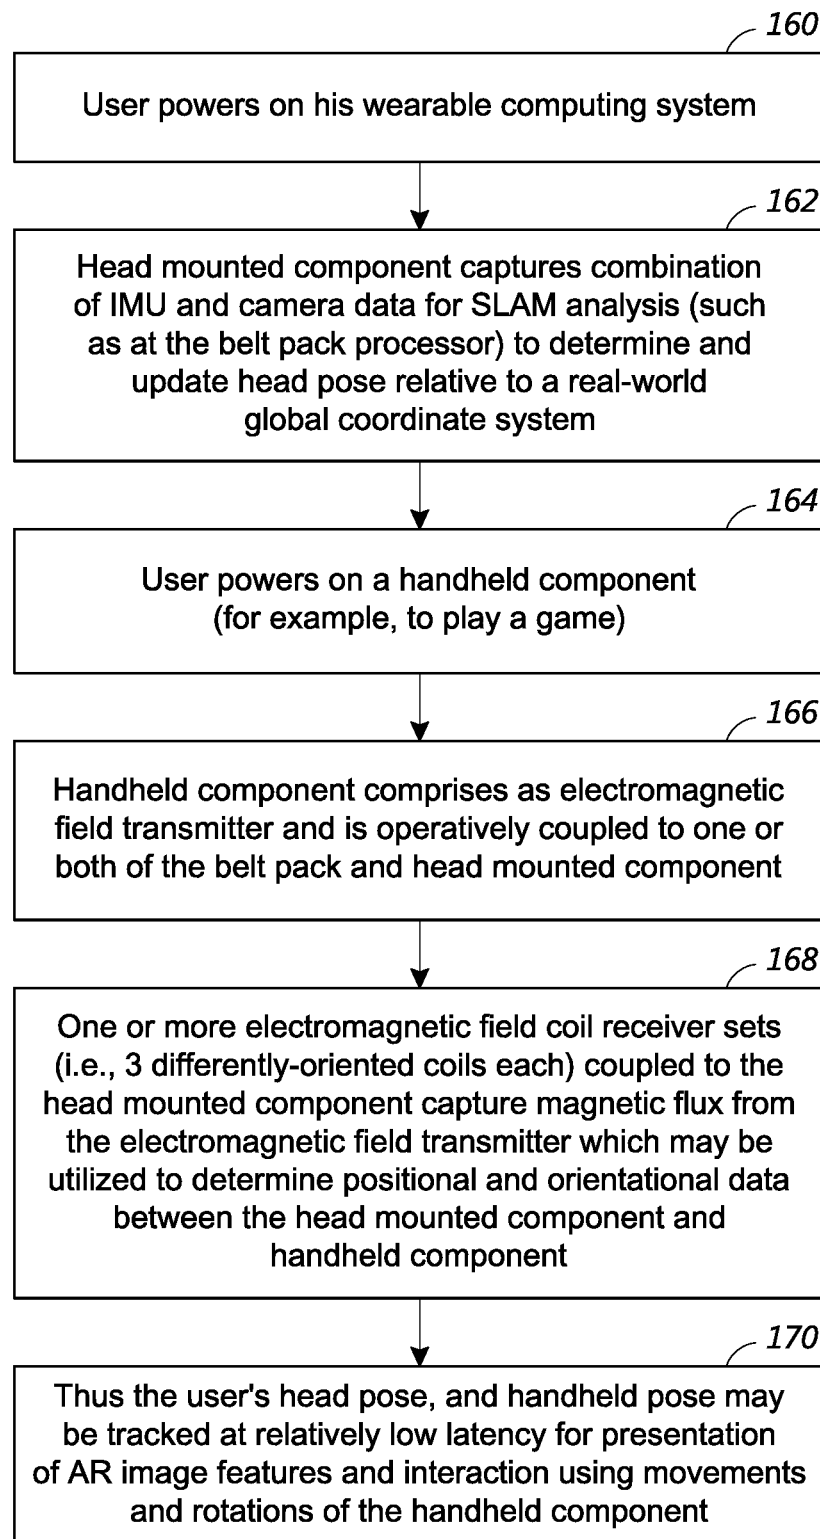 160
User powers on his wearable computing system
162
Head mounted component captures combination
of IMU and camera data for SLAM analysis (such
as at the belt pack processor) to determine and
update head pose relative to a real-world
global coordinate system
164
User powers on a handheld component
(for example, to play a game)
166
Handheld component comprises as electromagnetic
field transmitter and is operatively coupled to one or
both of the belt pack and head mounted component
168
One or more electromagnetic field coil receiver sets
(i.e., 3 differently-oriented coils each) coupled to the
head mounted component capture magnetic flux from
the electromagnetic field transmitter which may be
utilized to determine positional and orientational data
between the head mounted component and
handheld component
170
Thus the user's head pose, and handheld pose may
be tracked at relatively low latency for presentation
of AR image features and interaction using movements
and rotations of the handheld component